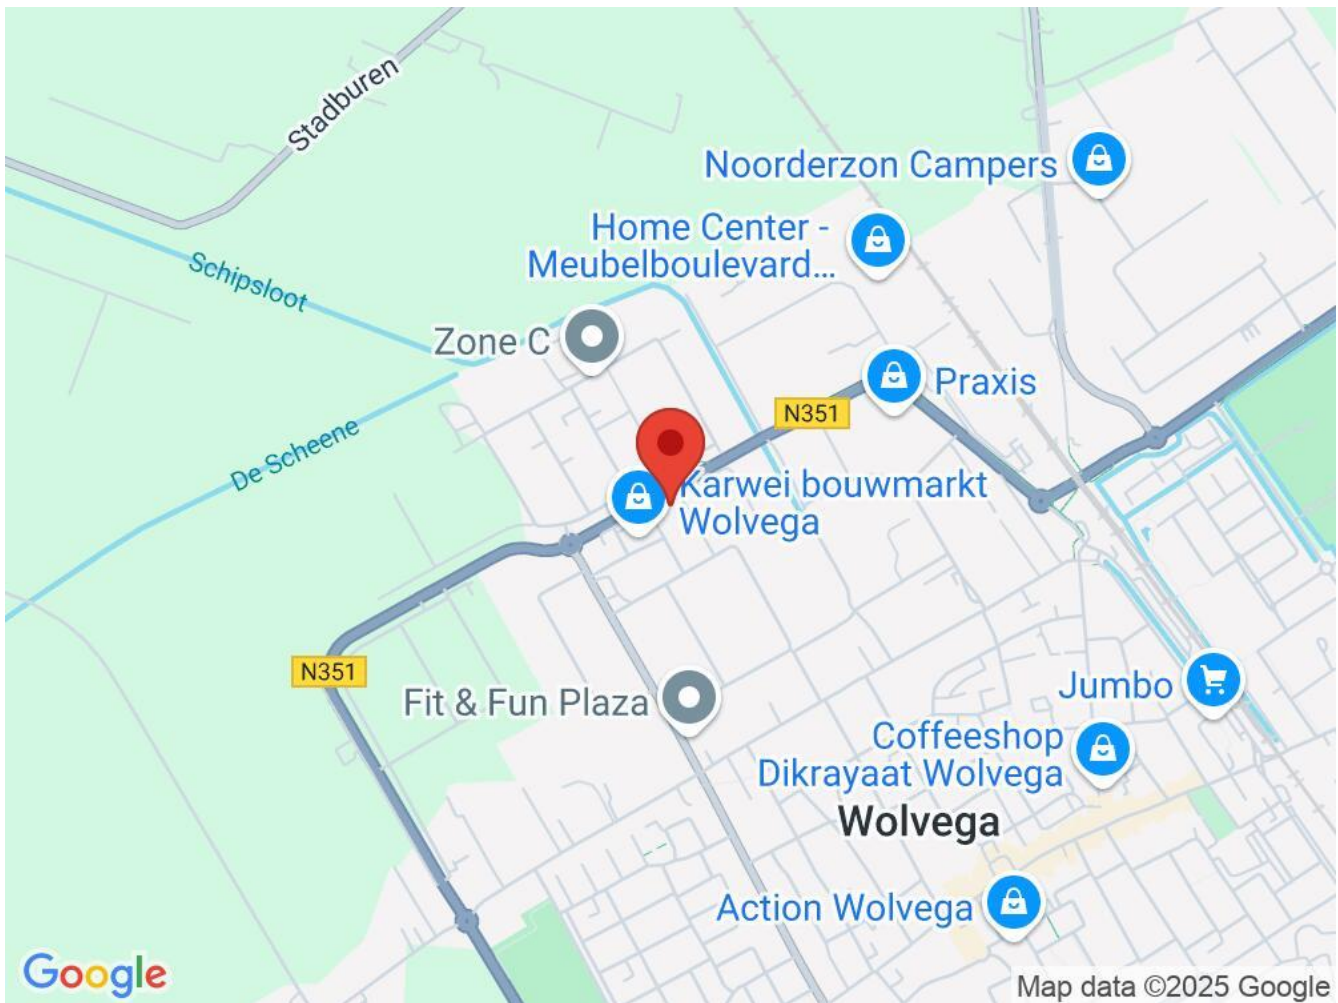 Stadburen
Noorderzon Campers
Home Center -
Meubelboulevard...
Schipsloot
Zone C
Praxis
N351
De Scheene
Karwei bouwmarkt
Wolvega
N351
Fit & Fun Plaza
Jumbo
Coffeeshop
Dikrayaat Wolvega
Wolvega
Action Wolvega
Google
Map data ©2025 Google